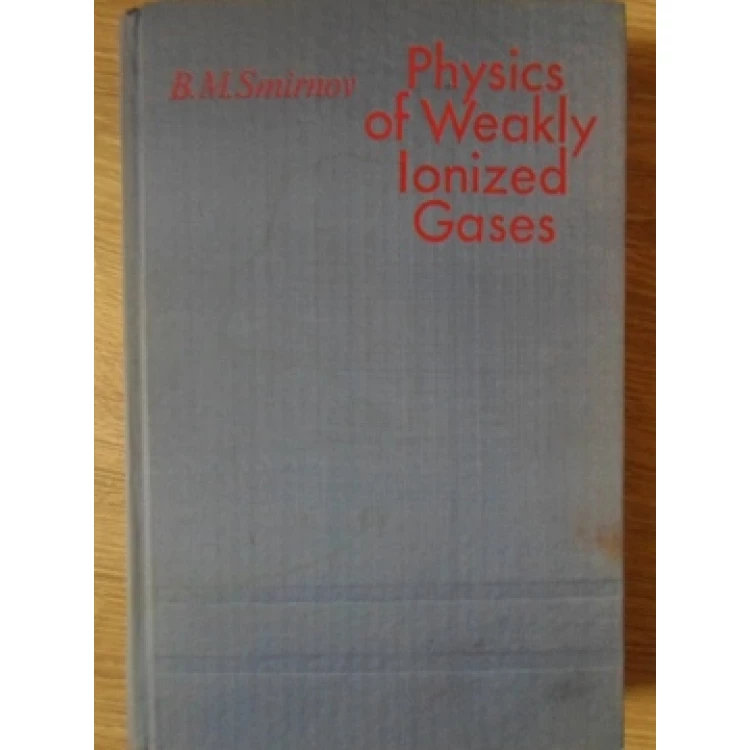 B.M.Smirnov
Physics
of Weakly
Ionized
Gases